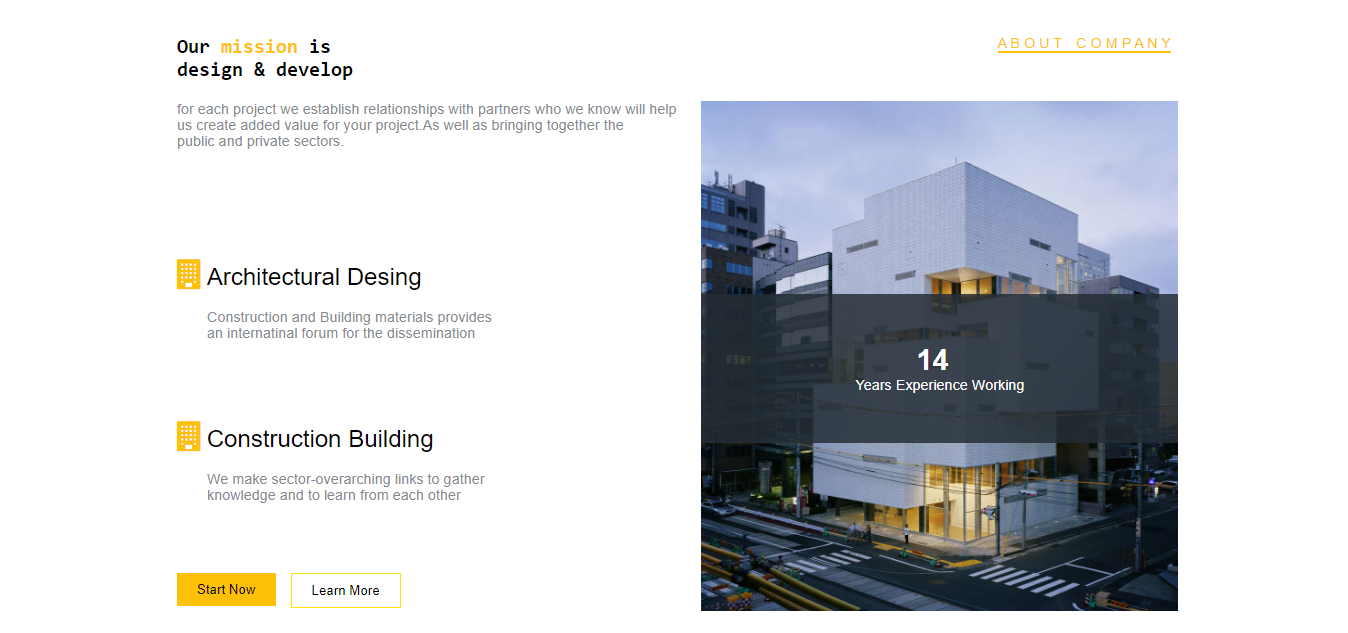 Our mission is
design & develop
ABOUT COMPANY
for each project we establish relationships with partners who we know will help
us create added value for your project.As well as bringing together the
public and private sectors.
Architectural Desing
Construction and Building materials provides
an internatinal forum for the dissemination
14
Years Experience Working
Construction Building
We make sector-overarching links to gather
knowledge and to learn from each other
Start Now
Learn More